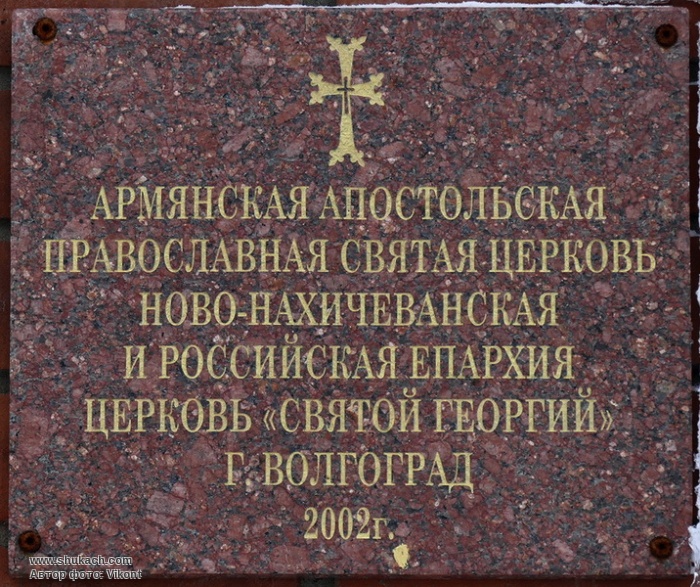 АРМЯНСКАЯ АПОСТОЛЬСКАЯ
ПРАВОСЛАВНАЯ СВЯТАЯ ЦЕРКОВЬ
НОВО-НАХИЧЕВАНСКАЯ
И РОССИЙСКАЯ ЕПАРХИЯ
ЦЕРКОВЬ «СВЯТОЙ ГЕОРГИЙ»
Г. ВОЛГОГРАД
2002г.
www.shukach.com
Автор фото: Vikont